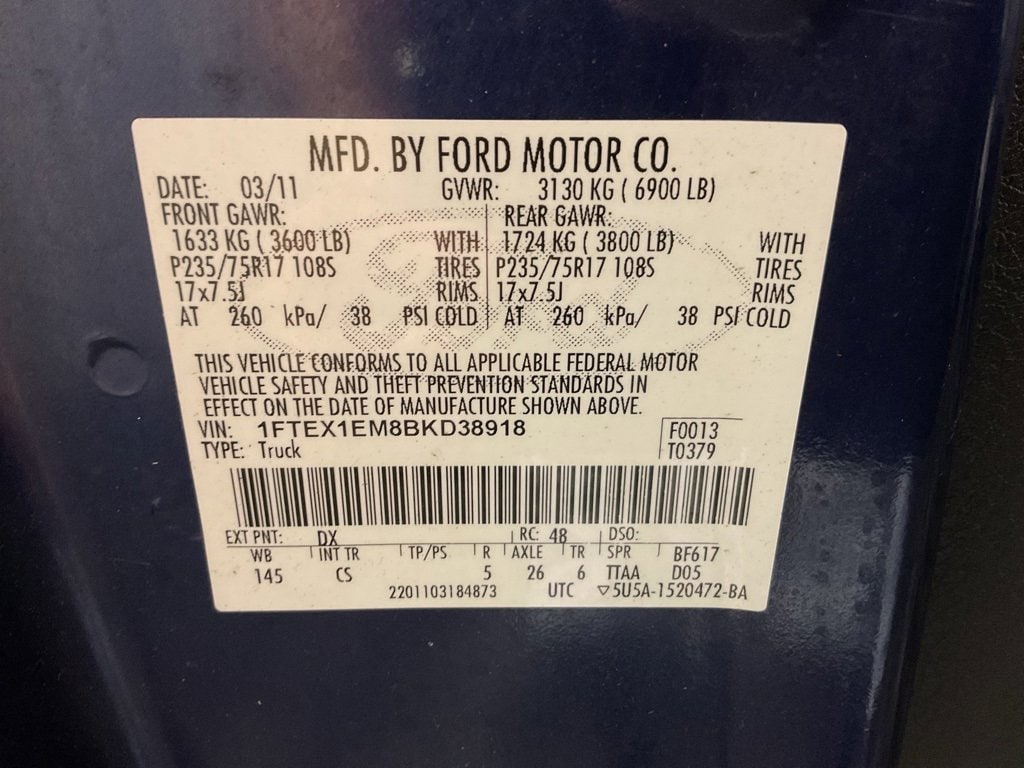 MFD. BY FORD MOTOR CO.
DATE: 03/11 GVWR: 3130 KG ( 6900 LB)
FRONT GAWR: REAR GAWR:
1633 KG ( 3600 LB) WITH 1724 KG ( 3800 LB) WITH
P235/75R17 108S TIRES P235/75R17 108S TIRES
17x7.5J RIMS 17x7.5J RIMS
AT 260 kPa/ 38 PSI COLD AT 260 kPa/ 38 PSI COLD
THIS VEHICLE CONFORMS TO ALL APPLICABLE FEDERAL MOTOR
VEHICLE SAFETY AND THEFT PREVENTION STANDARDS IN
EFFECT ON THE DATE OF MANUFACTURE SHOWN ABOVE.
VIN: 1FTEX1EM8BKD38918 F0013
TYPE: Truck T0379
EXT PNT: DX RC: 48 DSO:
WB INT TR TP/PS R AXLE TR SPR BF617
145 CS 5 26 6 TTAA D05
2201103184873 UTC ▽5U5A-1520472-BA